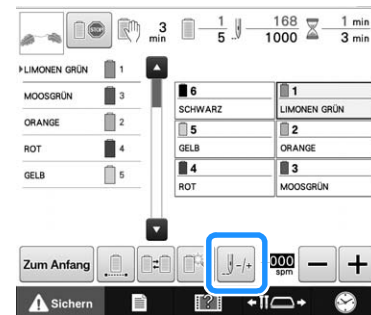 3 min
1 5
168 1000
1 min 3 min
LIMONEN GRÜN 1
MOOSGRÜN 3
ORANGE 2
ROT 4
GELB 5
6 SCHWARZ
1 LIMONEN GRÜN
5 GELB
2 ORANGE
4 ROT
3 MOOSGRÜN
Zum Anfang
-/+
spm
− +
Sichern
?